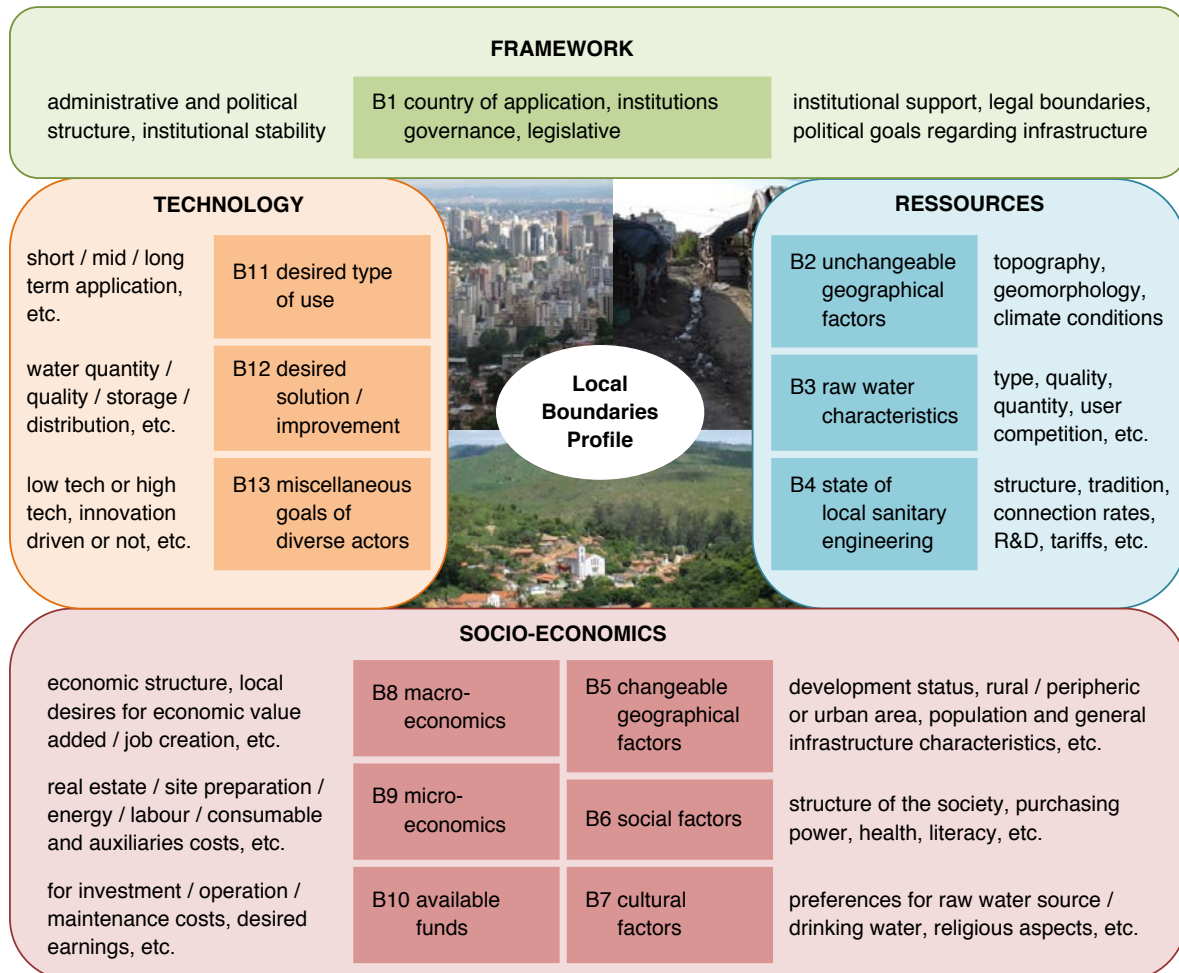 FRAMEWORK
administrative and political
structure, institutional stability
B1 country of application, institutions
governance, legislative
institutional support, legal boundaries,
political goals regarding infrastructure
TECHNOLOGY
short / mid / long
term application,
etc.
B11 desired type
of use
water quantity /
quality / storage /
distribution, etc.
B12 desired
solution /
improvement
low tech or high
tech, innovation
driven or not, etc.
B13 miscellaneous
goals of
diverse actors
Local
Boundaries
Profile
RESSOURCES
B2 unchangeable
geographical
factors
topography,
geomorphology,
climate conditions
B3 raw water
characteristics
type, quality,
quantity, user
competition, etc.
B4 state of
local sanitary
engineering
structure, tradition,
connection rates,
R&D, tariffs, etc.
SOCIO-ECONOMICS
economic structure, local
desires for economic value
added / job creation, etc.
B8 macro-
economics
B5 changeable
geographical
factors
development status, rural / peripheric
or urban area, population and general
infrastructure characteristics, etc.
real estate / site preparation /
energy / labour / consumable
and auxiliaries costs, etc.
B9 micro-
economics
B6 social factors
structure of the society, purchasing
power, health, literacy, etc.
for investment / operation /
maintenance costs, desired
earnings, etc.
B10 available
funds
B7 cultural
factors
preferences for raw water source /
drinking water, religious aspects, etc.